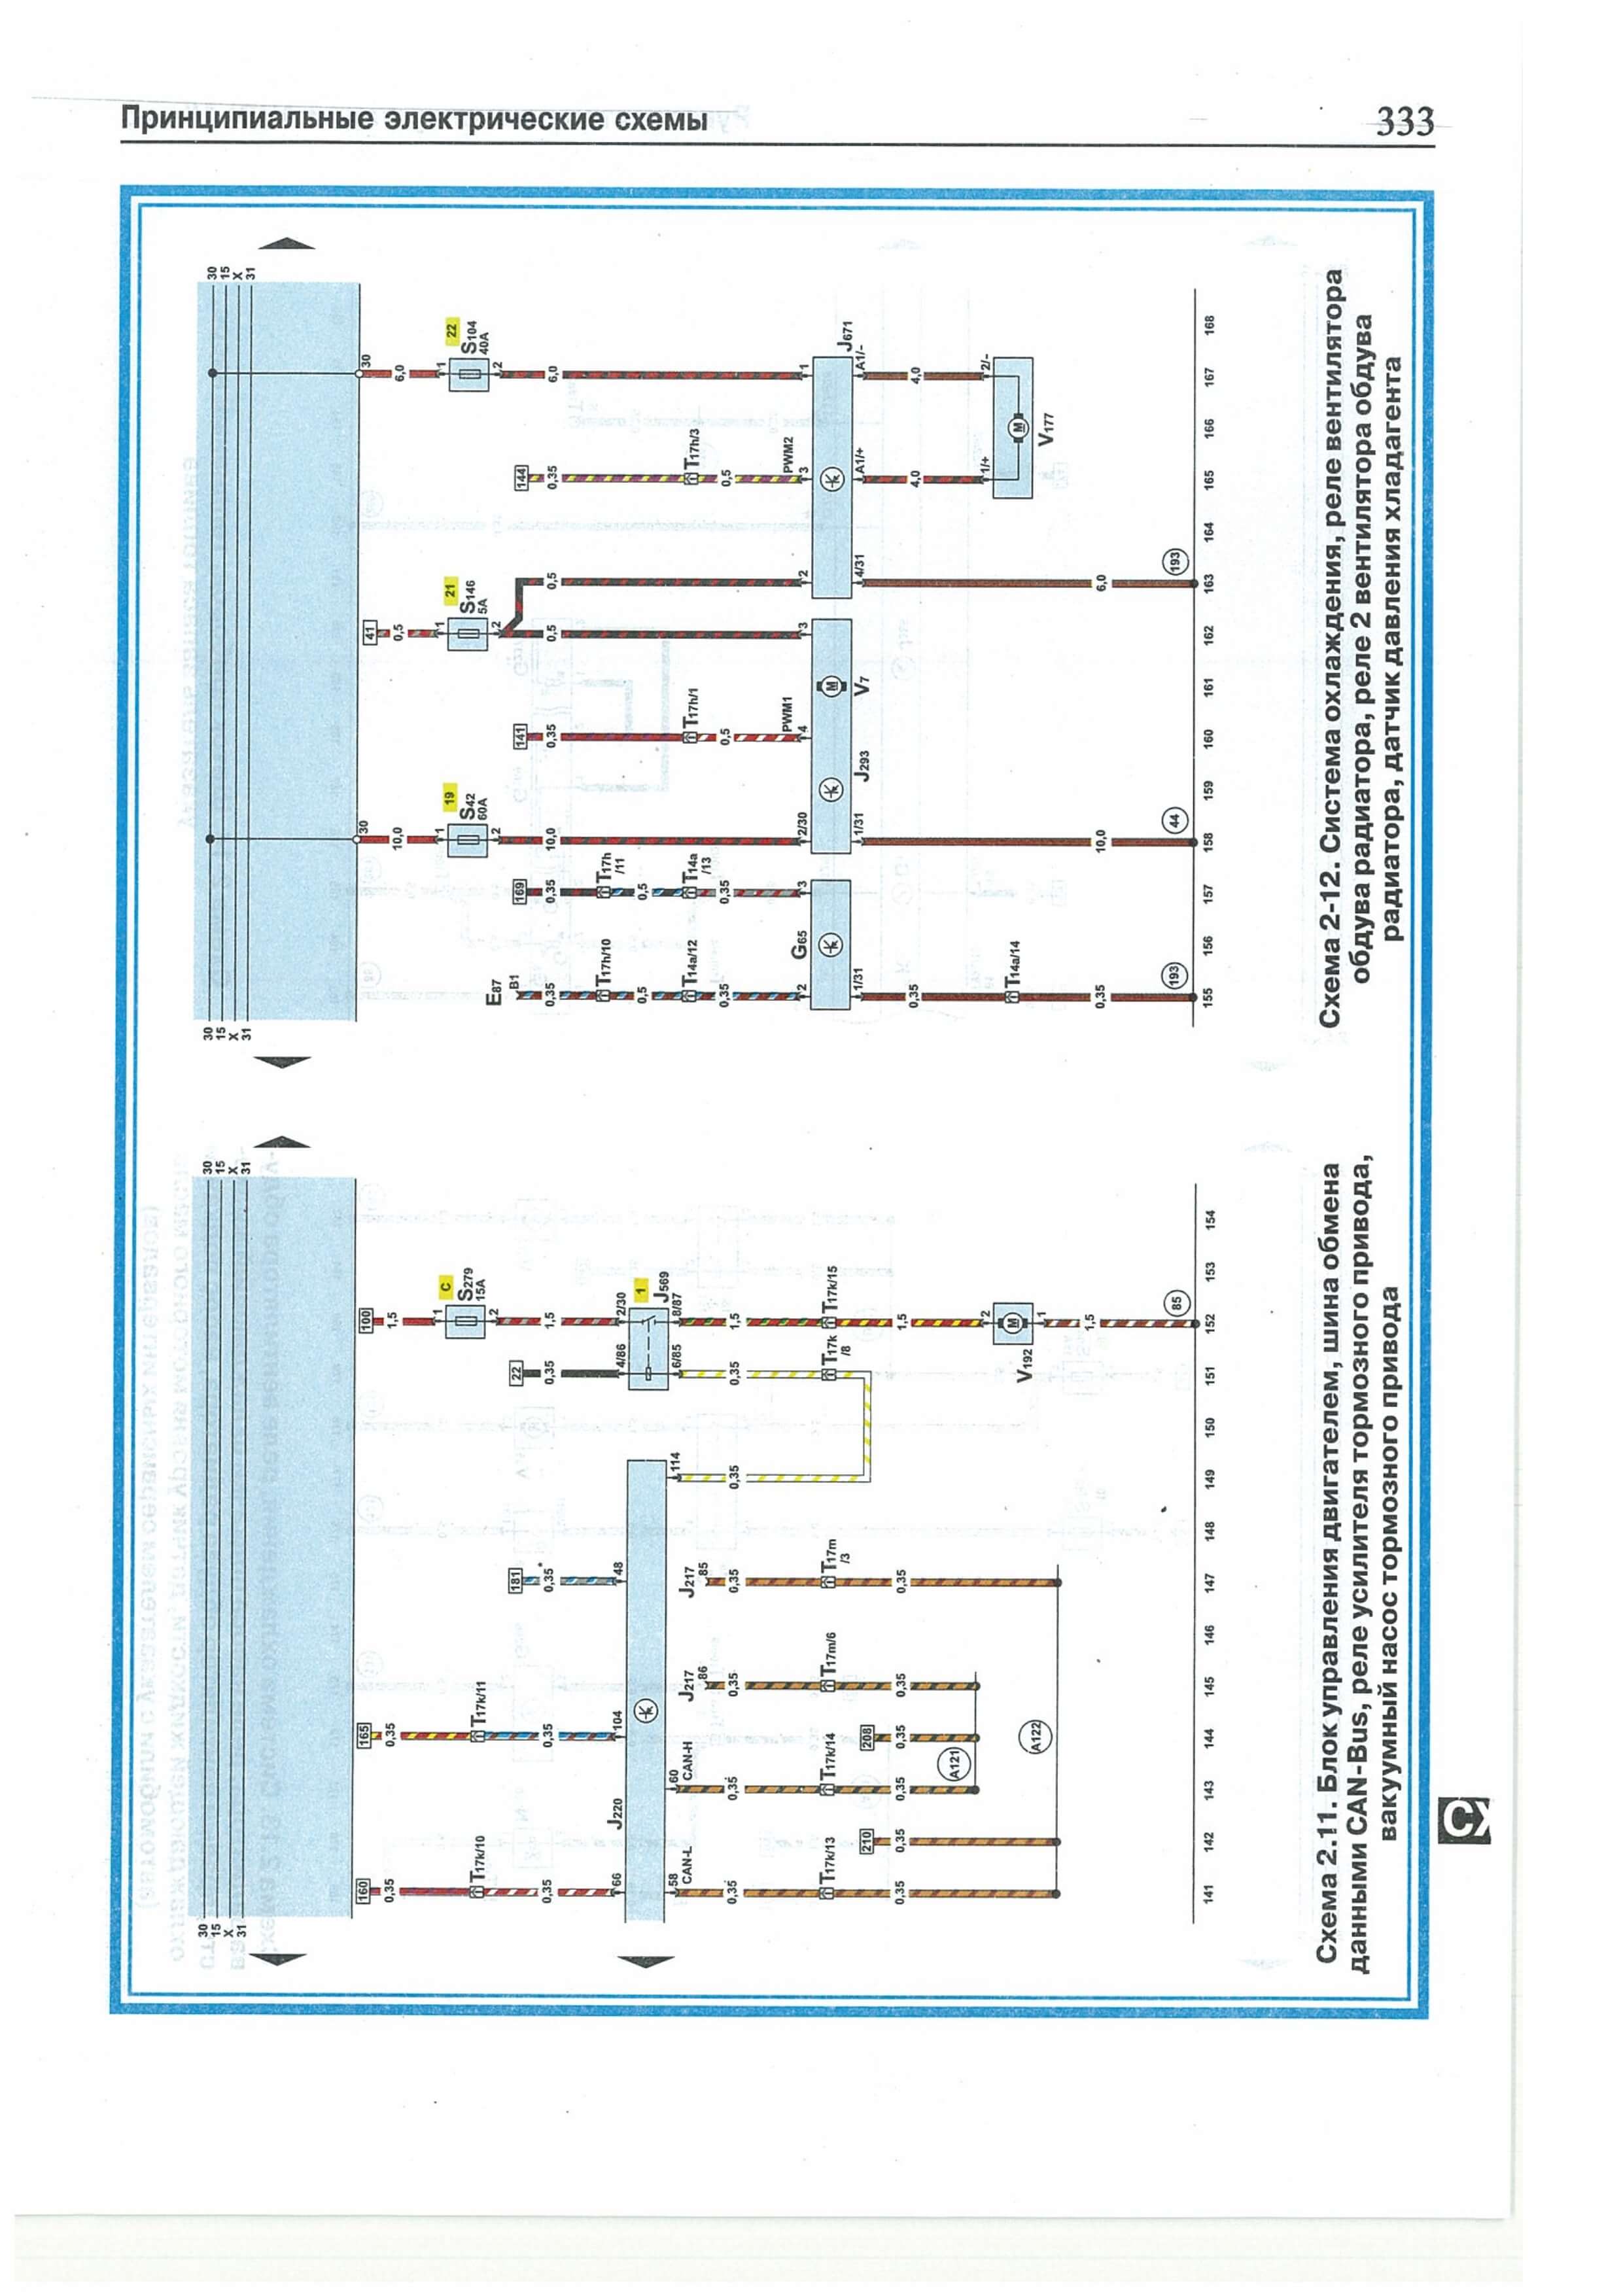 Принципиальные электрические схемы
333
30
15
X
31
30
15
X
31
160
0,35
T17k/10
0,35
66
J220
58
CAN-L
0,35
T17k/13
0,35
210
0,35
165
0,35
T17k/11
0,35
104
60
CAN-H
0,35
T17k/14
0,35
A121
208
0,35
A122
J217
86
0,35
T17m/6
0,35
181
0,35 *
48
J217
85
0,35
T17m
/3
0,35
114
0,35
22
0,35
4/86
6/85
0,35
T17k
/8
100
1,5
1
C
S279
15A
2
1,5
2/30
1
J569
8/87
1,5
T17k/15
1,5
2
V192
M
1
1,5
85
141 142 143 144 145 146 147 148 149 150 151 152 153 154
Схема 2.11. Блок управления двигателем, шина обмена
данными CAN-Bus, реле усилителя тормозного привода,
вакуумный насос тормозного привода
30
15
X
31
30
15
X
31
E87
B1
0,35
T17h/10
0,5
T14a/12
0,35
2
G65
1/31
0,35
T14a/14
0,35
193
169
0,35
T17h
/11
0,5
T14a
/13
0,35
3
30
10,0
1
19
S42
60A
2
10,0
2/30
J293
1/31
10,0
44
141
0,35
T17h/1
0,5
PWM1
4
M
V7
41
0,5
1
21
S146
5A
2
0,5
3
0,5
2
4/31
6,0
193
144
0,35
T17h/3
0,5
PWM2
3
A1/+
4,0
1/+
30
6,0
1
22
S104
40A
2
6,0
1
J671
A1/-
4,0
2/-
M
V177
155 156 157 158 159 160 161 162 163 164 165 166 167 168
Схема 2-12. Система охлаждения, реле вентилятора
обдува радиатора, реле 2 вентилятора обдува
радиатора, датчик давления хладагента